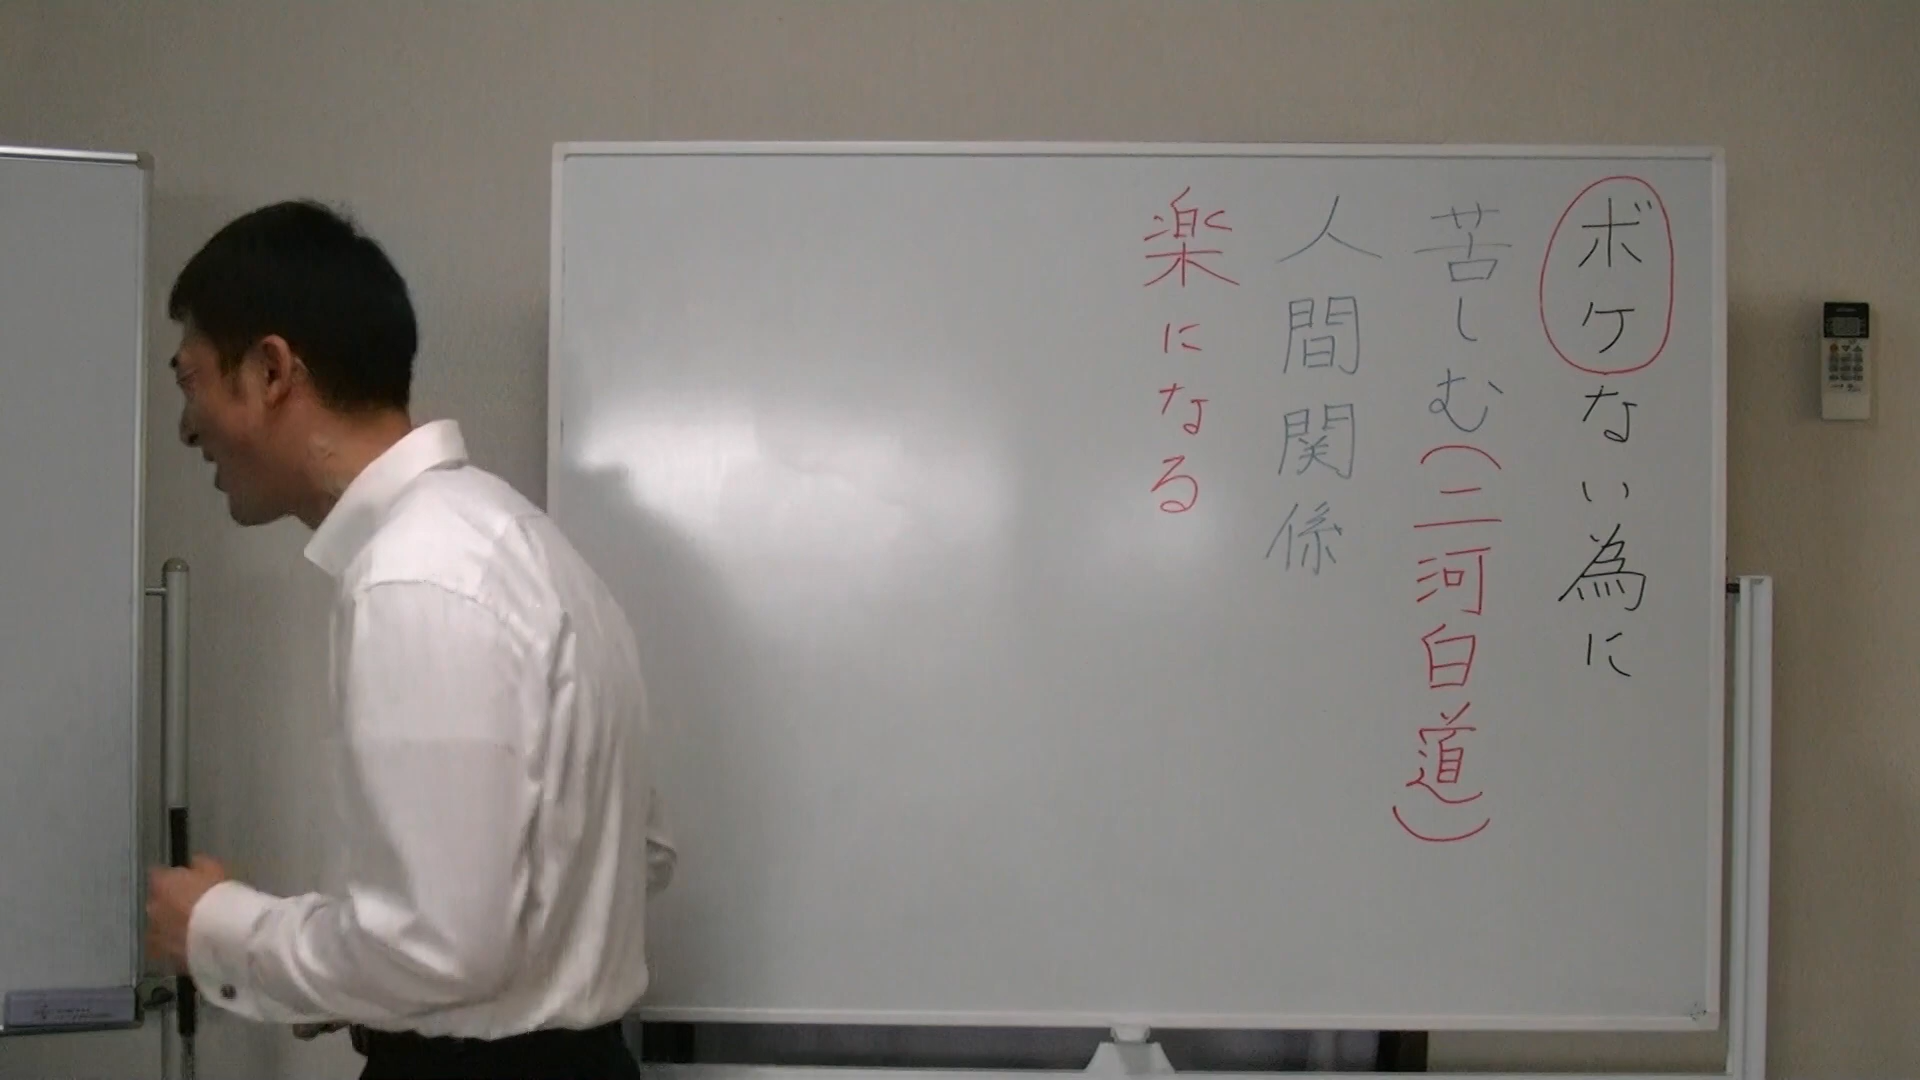 ボケない為に
苦しむ(二河白道)
人間関係
楽になる